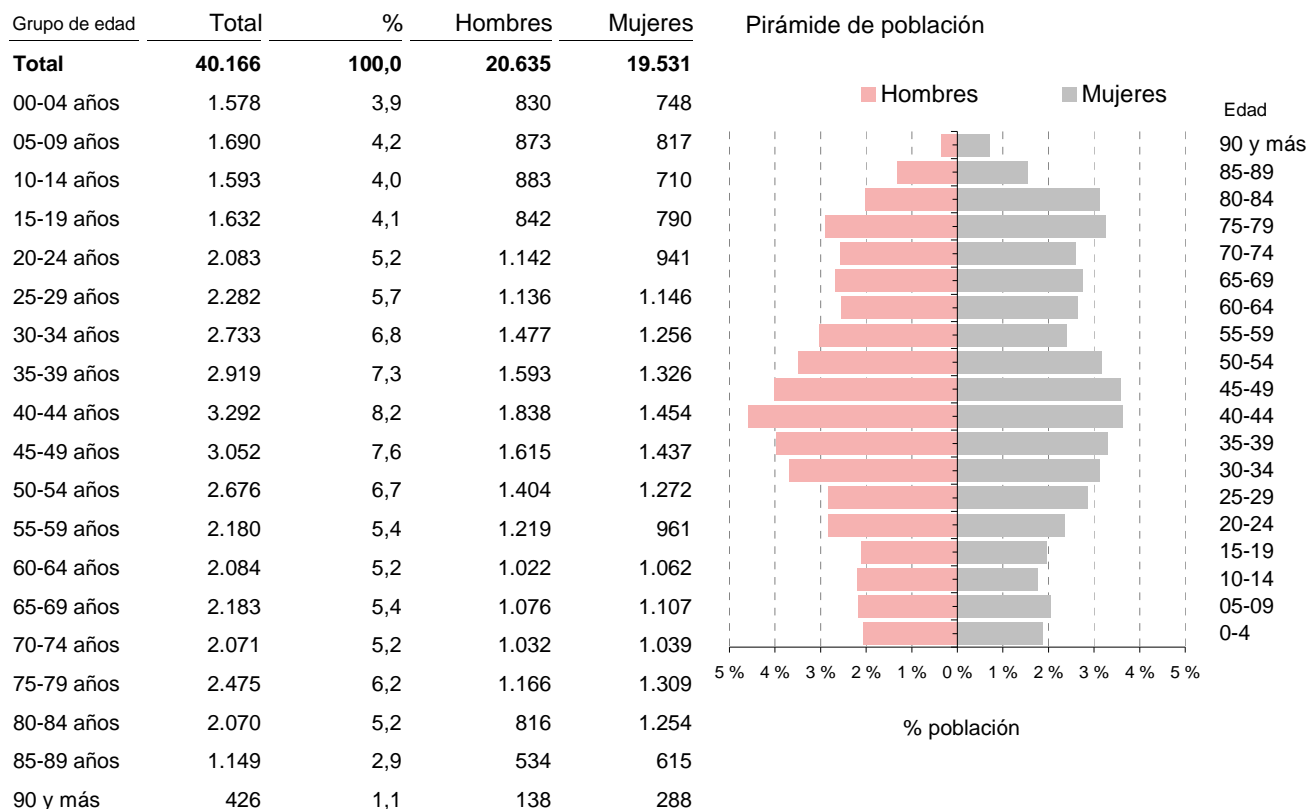 Grupo de edad Total % Hombres Mujeres
Total 40.166 100,0 20.635 19.531
00-04 años 1.578 3,9 830 748
05-09 años 1.690 4,2 873 817
10-14 años 1.593 4,0 883 710
15-19 años 1.632 4,1 842 790
20-24 años 2.083 5,2 1.142 941
25-29 años 2.282 5,7 1.136 1.146
30-34 años 2.733 6,8 1.477 1.256
35-39 años 2.919 7,3 1.593 1.326
40-44 años 3.292 8,2 1.838 1.454
45-49 años 3.052 7,6 1.615 1.437
50-54 años 2.676 6,7 1.404 1.272
55-59 años 2.180 5,4 1.219 961
60-64 años 2.084 5,2 1.022 1.062
65-69 años 2.183 5,4 1.076 1.107
70-74 años 2.071 5,2 1.032 1.039
75-79 años 2.475 6,2 1.166 1.309
80-84 años 2.070 5,2 816 1.254
85-89 años 1.149 2,9 534 615
90 y más 426 1,1 138 288
Pirámide de población
Hombres Mujeres
Edad
90 y más
85-89
80-84
75-79
70-74
65-69
60-64
55-59
50-54
45-49
40-44
35-39
30-34
25-29
20-24
15-19
10-14
05-09
0-4
5 % 4 % 3 % 2 % 1 % 0 % 1 % 2 % 3 % 4 % 5 %
% población